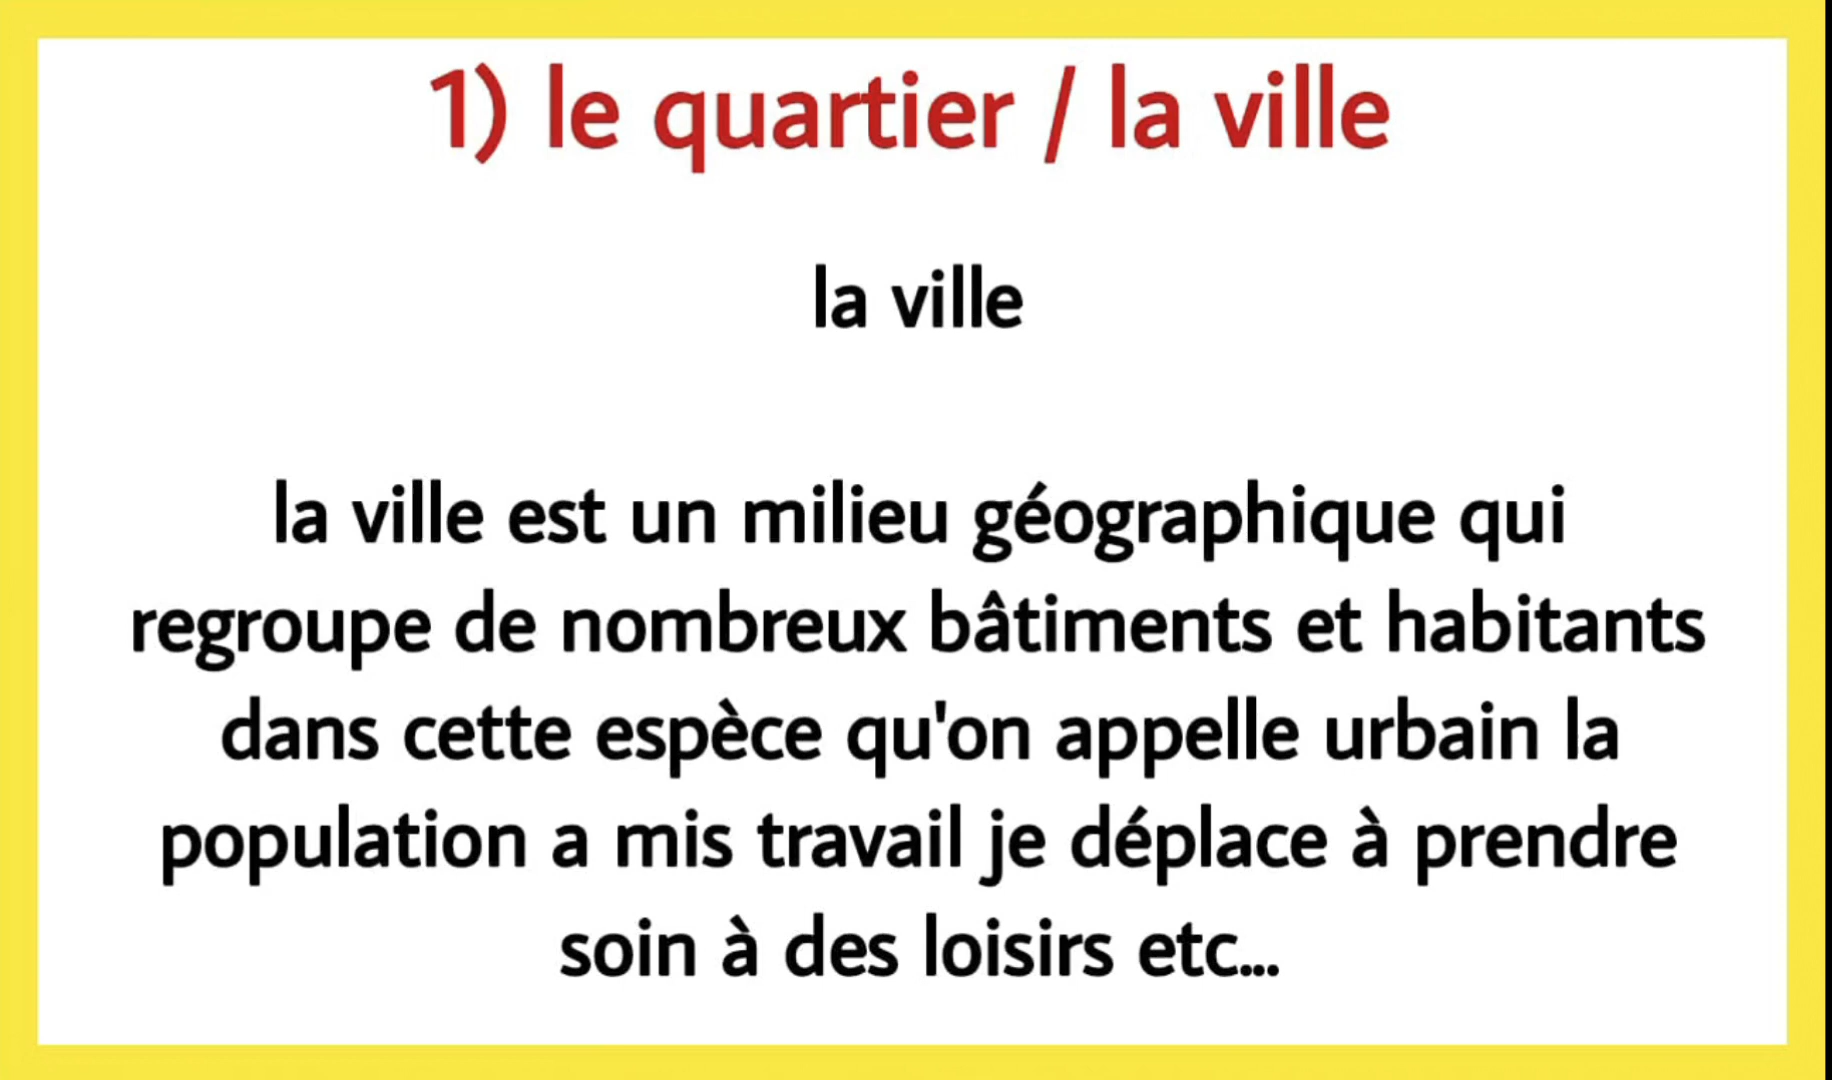 1) le quartier / la ville
la ville
la ville est un milieu géographique qui
regroupe de nombreux bâtiments et habitants
dans cette espèce qu'on appelle urbain la
population a mis travail je déplace à prendre
soin à des loisirs etc...